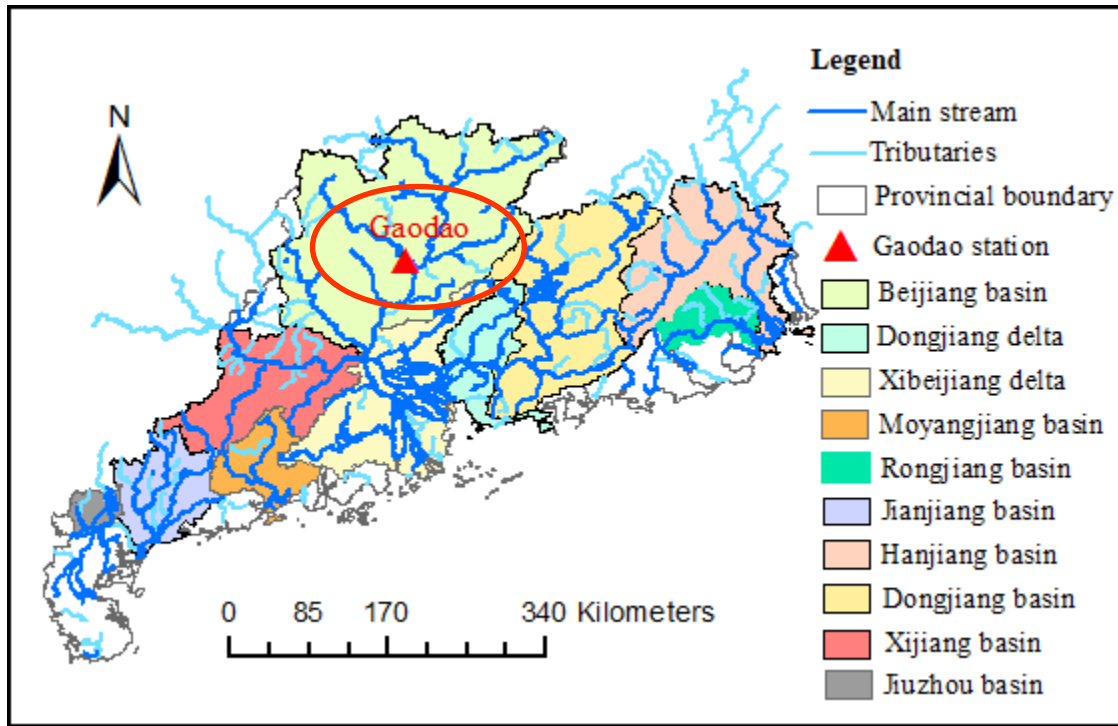 N
Gaodao
0 85 170 340 Kilometers
Legend
Main stream
Tributaries
Provincial boundary
Gaodao station
Beijiang basin
Dongjiang delta
Xibeijiang delta
Moyangjiang basin
Rongjiang basin
Jianjiang basin
Hanjiang basin
Dongjiang basin
Xijiang basin
Jiuzhou basin